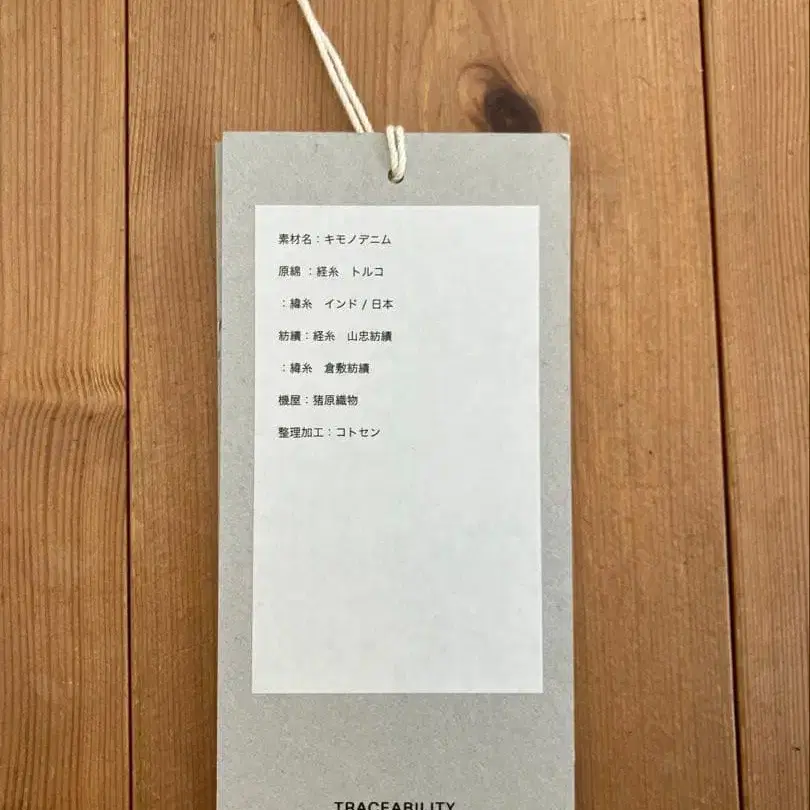 素材名：キモノデニム
原綿：経糸　トルコ
：緯糸　インド / 日本
紡績：経糸　山忠紡績
：緯糸　倉敷紡績
機屋：猪原織物
整理加工：コトセン
TRACEABILITY